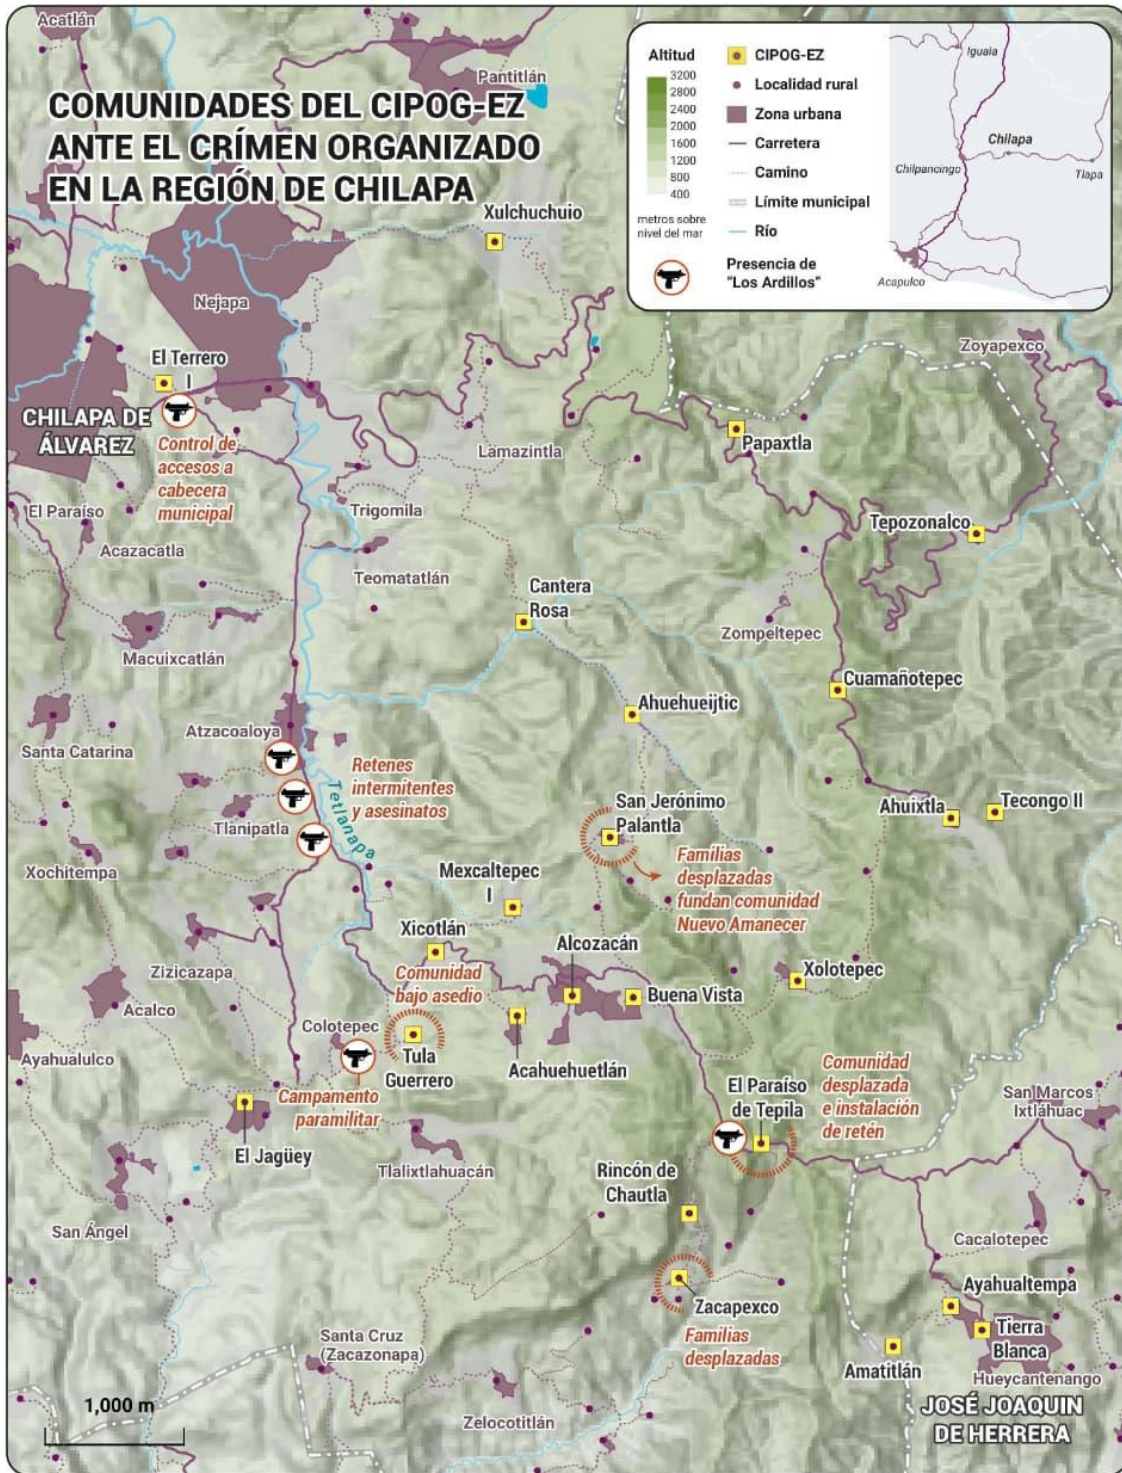 Acatlán
Pantitlán
COMUNIDADES DEL CIPOG-EZ
ANTE EL CRÍMEN ORGANIZADO
EN LA REGIÓN DE CHILAPA
Altitud
3200
2800
2400
2000
1600
1200
800
400
metros sobre
nivel del mar
CIPOG-EZ
Localidad rural
Zona urbana
Carretera
Camino
Límite municipal
Río
Presencia de
"Los Ardillos"
Iguala
Chilapa
Chilpancingo
Tlapa
Acapulco
Xulchuchuio
Nejapa
El Terrero
I
Zoyapexco
CHILAPA DE
ÁLVAREZ
Control de
accesos a
cabecera
municipal
Lamazintla
Papaxtla
El Paraíso
Trigomila
Acazacatla
Tepozonalco
Teomatatlán
Cantera
Rosa
Zompeltepec
Macuixcatlán
Cuamañotepec
Ahuehueijtic
Atzacoaloya
Santa Catarina
Retenes
intermitentes
y asesinatos
Tetlanapa
Tlanipatla
San Jerónimo
Palantla
Ahuixtla
Tecongo II
Xochitempa
Mexcaltepec
I
Familias
desplazadas
fundan comunidad
Nuevo Amanecer
Xicotlán
Alcozacán
Zizicazapa
Comunidad
bajo asedio
Xolotepec
Buena Vista
Acalco
Colotepec
Ayahualulco
Tula
Guerrero
Acahuehuetlán
Comunidad
desplazada
e instalación
de retén
El Paraíso
de Tepila
Campamento
paramilitar
San Marcos
Ixtláhuac
El Jagüey
Tlalixtlahuacán
Rincón de
Chautla
San Ángel
Cacalotepec
Ayahualtempa
Zacapexco
Tierra
Blanca
Santa Cruz
(Zacazonapa)
Familias
desplazadas
Amatitlán
Hueycantenango
1,000 m
Zelocotitlán
JOSÉ JOAQUIN
DE HERRERA